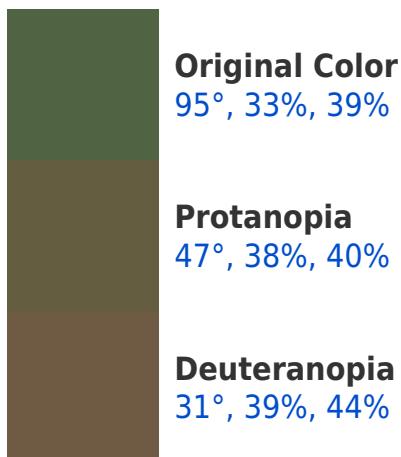 Original Color
95°, 33%, 39%
Protanopia
47°, 38%, 40%
Deuteranopia
31°, 39%, 44%